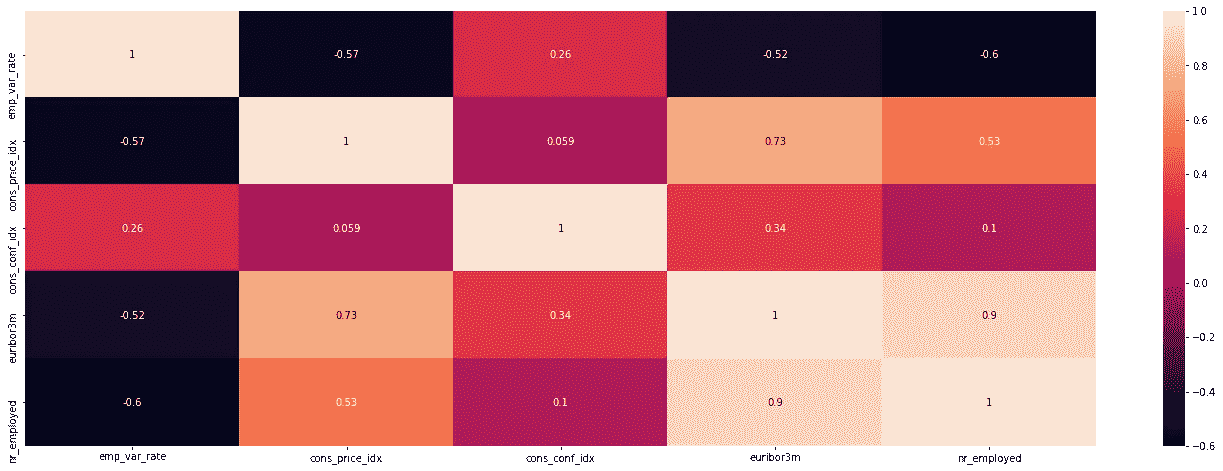 emp_var_rate 1 -0.57 0.26 -0.52 -0.6
cons_price_idx -0.57 1 0.059 0.73 0.53
cons_conf_idx 0.26 0.059 1 0.34 0.1
euribor3m -0.52 0.73 0.34 1 0.9
nr_employed -0.6 0.53 0.1 0.9 1
emp_var_rate cons_price_idx cons_conf_idx euribor3m nr_employed
1.0
0.8
0.6
0.4
0.2
0.0
-0.2
-0.4
-0.6